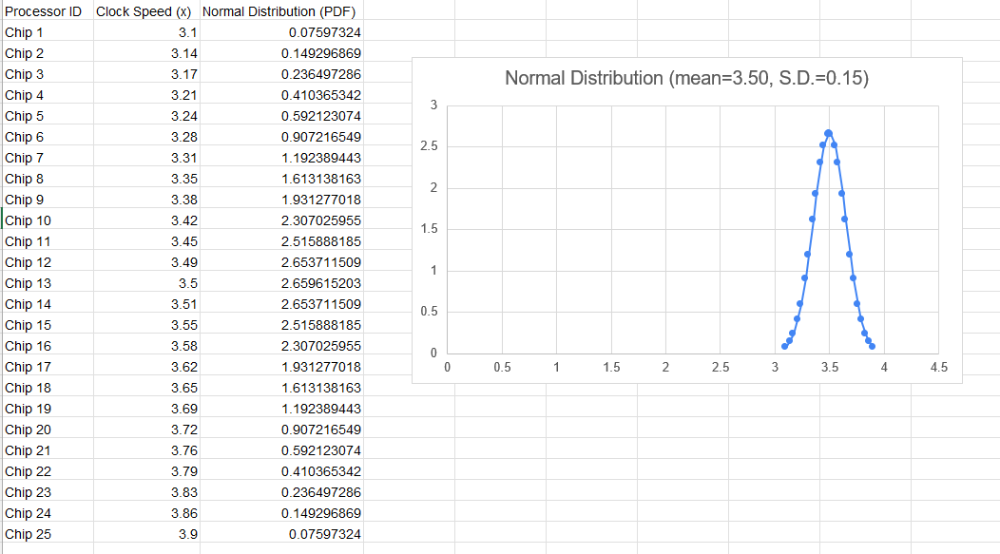 Processor ID Clock Speed (x) Normal Distribution (PDF)
Chip 1 3.1 0.07597324
Chip 2 3.14 0.149296869
Chip 3 3.17 0.236497286
Chip 4 3.21 0.410365342
Chip 5 3.24 0.592123074
Chip 6 3.28 0.907216549
Chip 7 3.31 1.192389443
Chip 8 3.35 1.613138163
Chip 9 3.38 1.931277018
Chip 10 3.42 2.307025955
Chip 11 3.45 2.515888185
Chip 12 3.49 2.653711509
Chip 13 3.5 2.659615203
Chip 14 3.51 2.653711509
Chip 15 3.55 2.515888185
Chip 16 3.58 2.307025955
Chip 17 3.62 1.931277018
Chip 18 3.65 1.613138163
Chip 19 3.69 1.192389443
Chip 20 3.72 0.907216549
Chip 21 3.76 0.592123074
Chip 22 3.79 0.410365342
Chip 23 3.83 0.236497286
Chip 24 3.86 0.149296869
Chip 25 3.9 0.07597324
Normal Distribution (mean=3.50, S.D.=0.15)
3
2.5
2
1.5
1
0.5
0
0 0.5 1 1.5 2 2.5 3 3.5 4 4.5